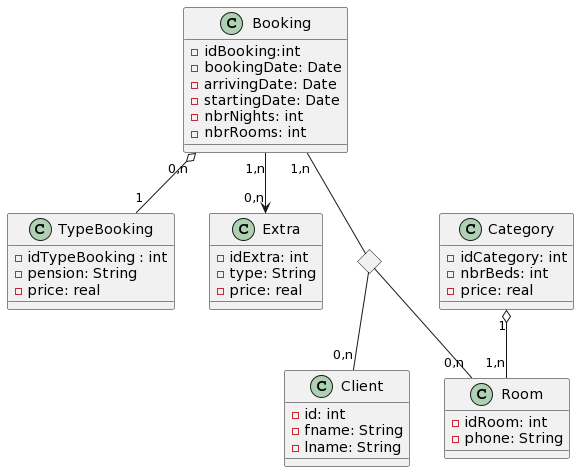 C Booking
idBooking:int
bookingDate: Date
arrivingDate: Date
startingDate: Date
nbrNights: int
nbrRooms: int
0,n
1,n
1,n
1
0,n
C TypeBooking
idTypeBooking : int
pension: String
price: real
C Extra
idExtra: int
type: String
price: real
C Category
idCategory: int
nbrBeds: int
price: real
1
0,n
0,n
1,n
C Client
id: int
fname: String
lname: String
C Room
idRoom: int
phone: String